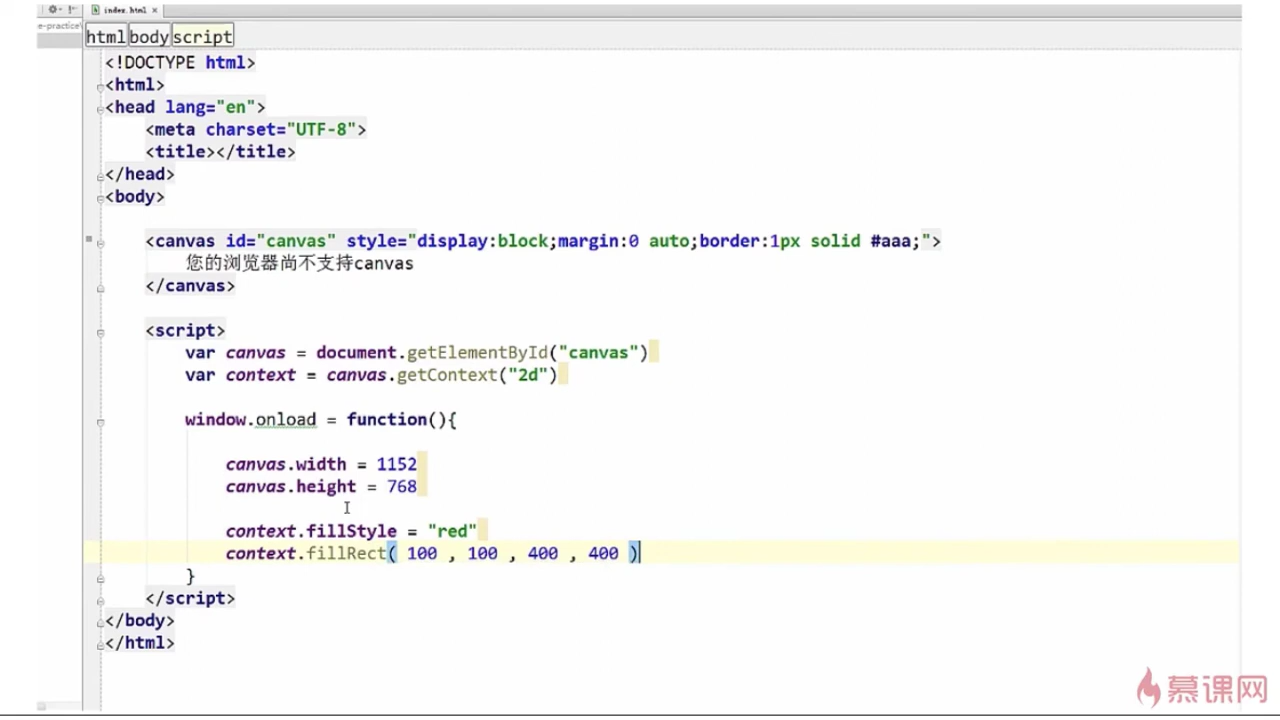 index.html
e-practice\
html body script
<!DOCTYPE html>
<html>
<head lang="en">
    <meta charset="UTF-8">
    <title></title>
</head>
<body>
    <canvas id="canvas" style="display:block;margin:0 auto;border:1px solid #aaa;">
        您的浏览器尚不支持canvas
    </canvas>
    <script>
        var canvas = document.getElementById("canvas")
        var context = canvas.getContext("2d")
        window.onload = function(){
            canvas.width = 1152
            canvas.height = 768
            context.fillStyle = "red"
            context.fillRect( 100 , 100 , 400 , 400 )
        }
    </script>
</body>
</html>
慕课网